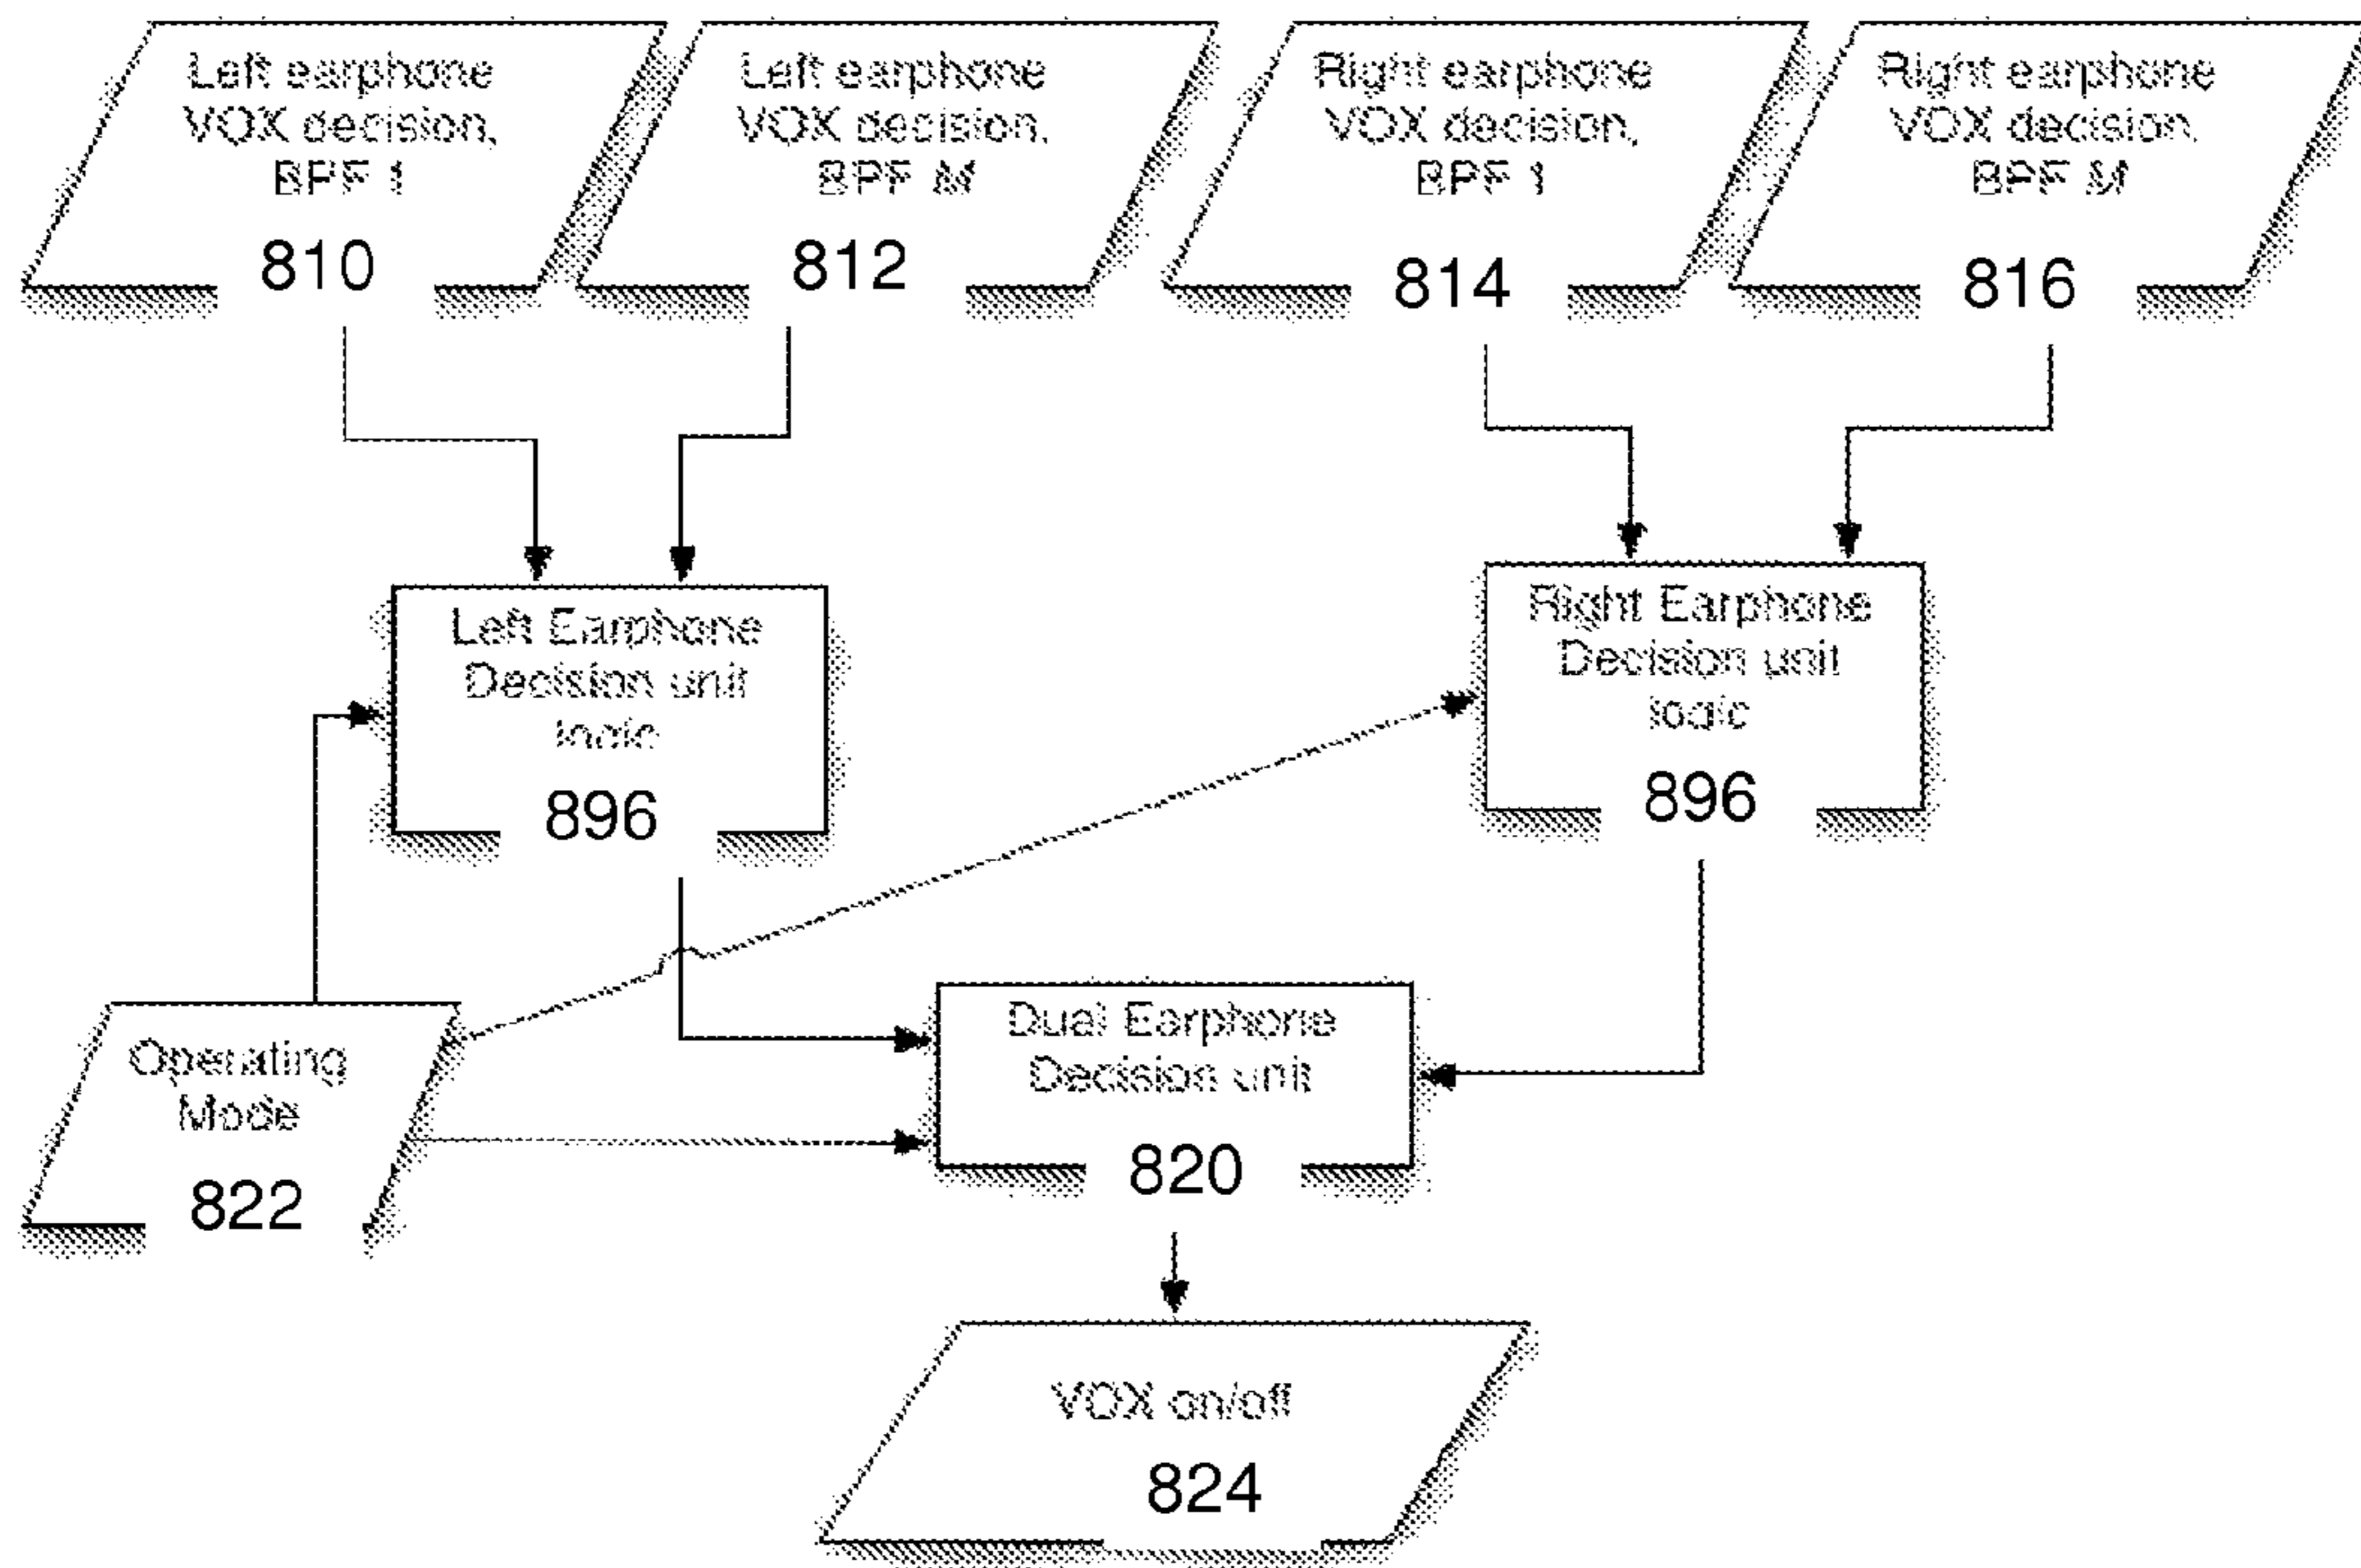 Left earphone
VOX decision,
BPF 1
810
Left earphone
VOX decision,
BPF M
812
Right earphone
VOX decision,
BPF 1
814
Right earphone
VOX decision,
BPF M
816
Left Earphone
Decision unit
logic
896
Right Earphone
Decision unit
logic
896
Operating
Mode
822
Dual Earphone
Decision unit
820
VOX on/off
824